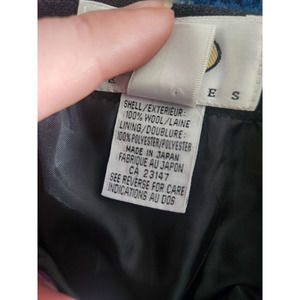 E E S
SHELL/EXTERIEUR:
100% WOOL/LAINE
LINING/DOUBLURE:
100% POLYESTER/POLYESTER
MADE IN JAPAN
FABRIQUE AU JAPON
CA 23147
SEE REVERSE FOR CARE
INDICATIONS AU DOS